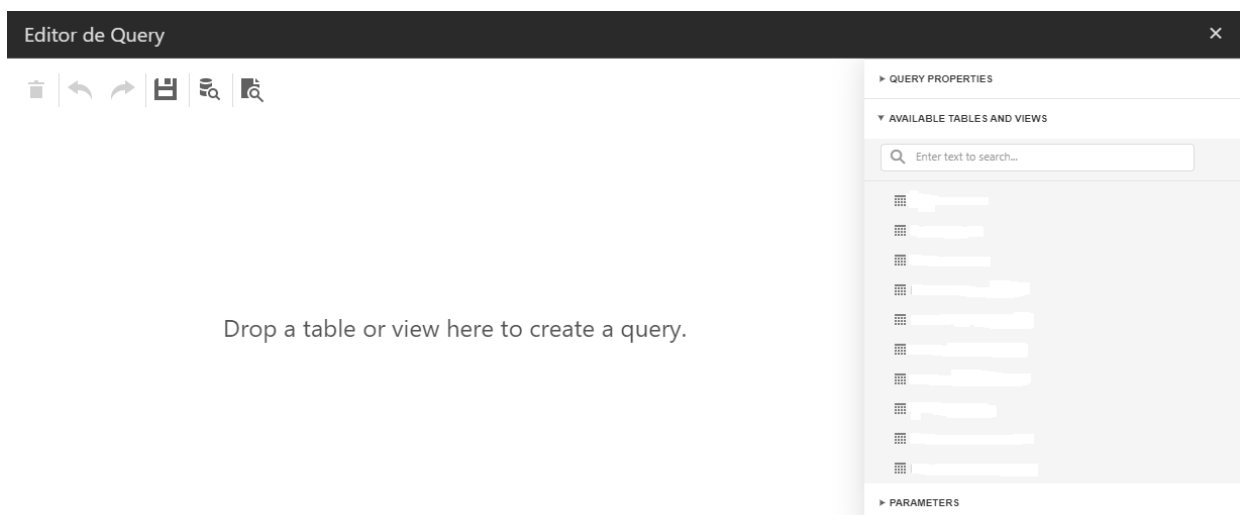 Editor de Query
QUERY PROPERTIES
AVAILABLE TABLES AND VIEWS
Enter text to search...
Drop a table or view here to create a query.
PARAMETERS